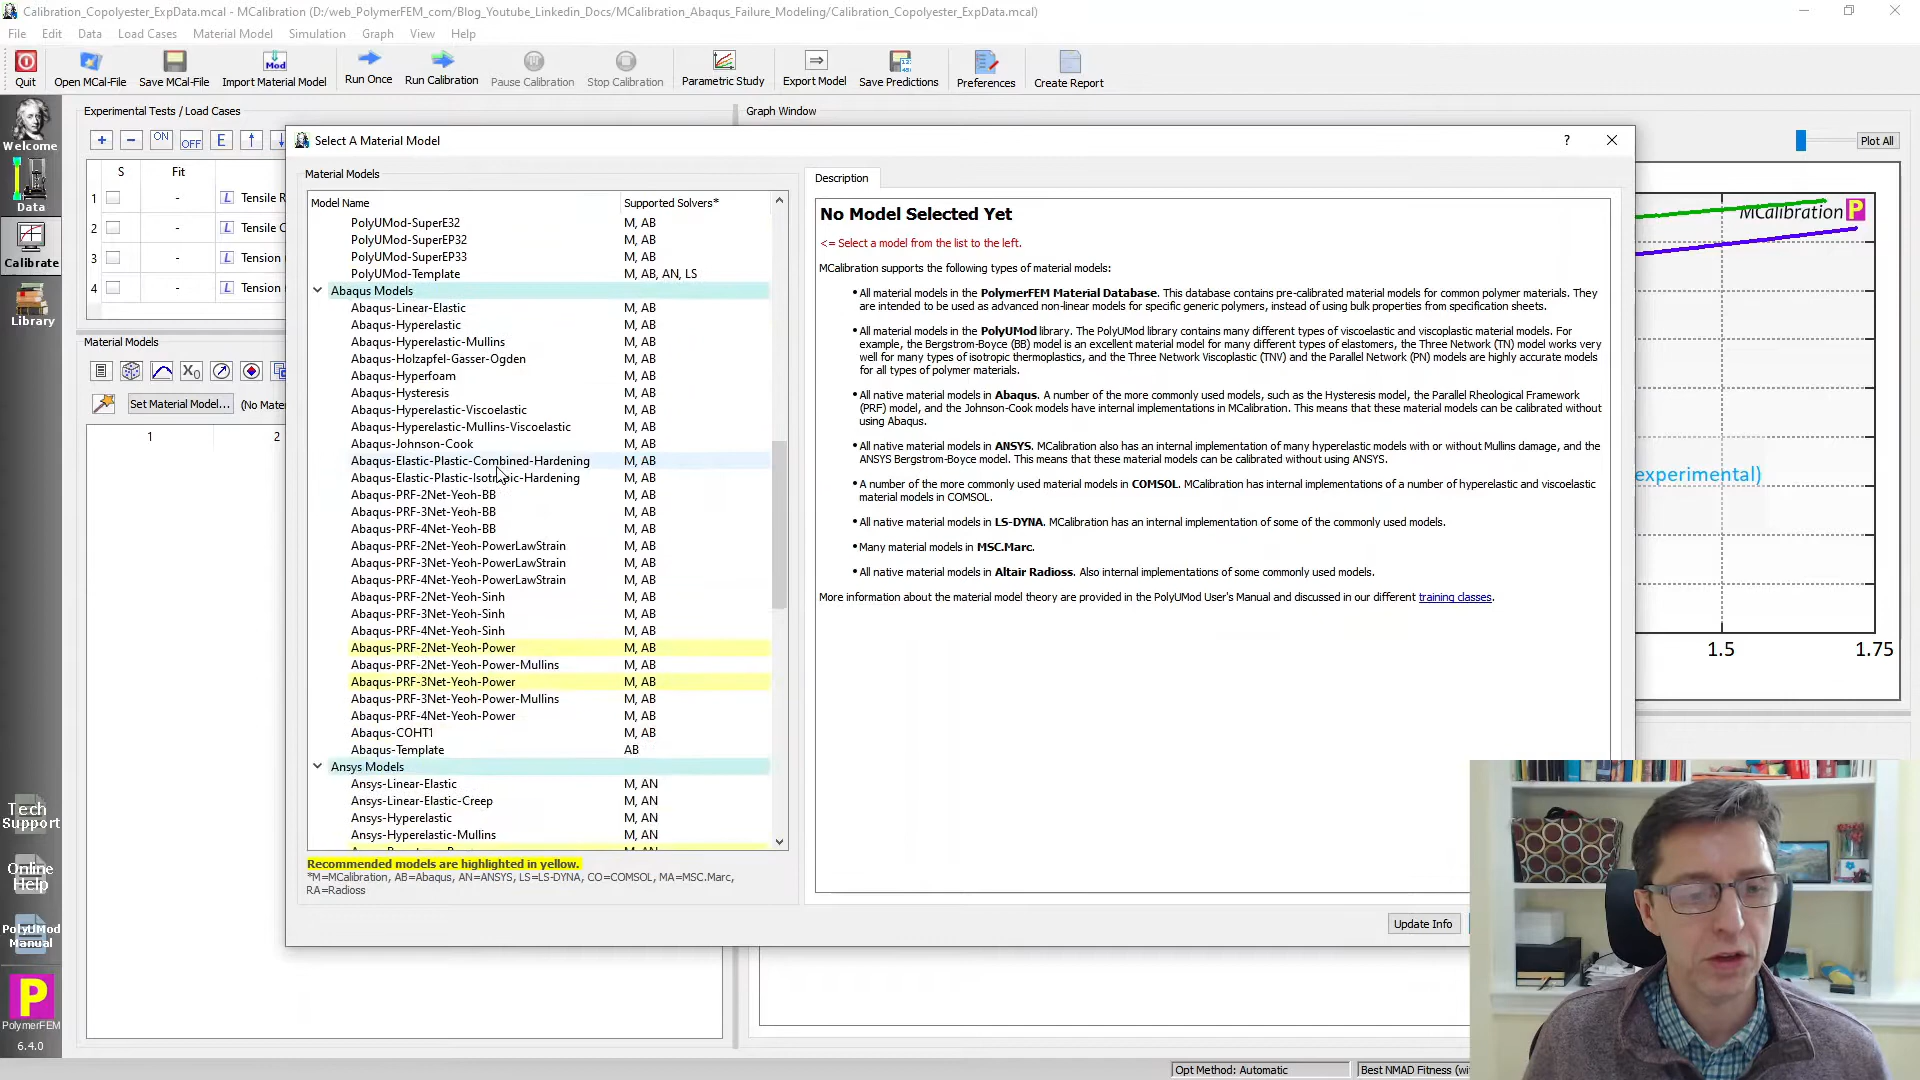 Calibration_Copolyester_ExpData.mcal - MCalibration (D:/web_PolymerFEM_com/Blog_Youtube_Linkedin_Docs/MCalibration_Abaqus_Failure_Modeling/Calibration_Copolyester_ExpData.mcal)
File Edit Data Load Cases Material Model Simulation Graph View Help
Mod
Quit Open MCal-File Save MCal-File Import Material Model Run Once Run Calibration Pause Calibration Stop Calibration Parametric Study Export Model Save Predictions Preferences Create Report
Welcome
Data
Calibrate
Library
Tech Support
Online Help
PolyUMod Manual
P
PolymerFEM
6.4.0
Experimental Tests / Load Cases
ON OFF E
S Fit
1 - L Tensile R
2 - L Tensile C
3 - L Tension
4 - L Tension
Material Models
Set Material Model... (No Mate
1 2
Graph Window
Plot All
MCalibration P
experimental)
1.5 1.75
Select A Material Model ?
Material Models
Model Name Supported Solvers*
PolyUMod-SuperE32 M, AB
PolyUMod-SuperEP32 M, AB
PolyUMod-SuperEP33 M, AB
PolyUMod-Template M, AB, AN, LS
Abaqus Models
Abaqus-Linear-Elastic M, AB
Abaqus-Hyperelastic M, AB
Abaqus-Hyperelastic-Mullins M, AB
Abaqus-Holzapfel-Gasser-Ogden M, AB
Abaqus-Hyperfoam M, AB
Abaqus-Hysteresis M, AB
Abaqus-Hyperelastic-Viscoelastic M, AB
Abaqus-Hyperelastic-Mullins-Viscoelastic M, AB
Abaqus-Johnson-Cook M, AB
Abaqus-Elastic-Plastic-Combined-Hardening M, AB
Abaqus-Elastic-Plastic-Isotropic-Hardening M, AB
Abaqus-PRF-2Net-Yeoh-BB M, AB
Abaqus-PRF-3Net-Yeoh-BB M, AB
Abaqus-PRF-4Net-Yeoh-BB M, AB
Abaqus-PRF-2Net-Yeoh-PowerLawStrain M, AB
Abaqus-PRF-3Net-Yeoh-PowerLawStrain M, AB
Abaqus-PRF-4Net-Yeoh-PowerLawStrain M, AB
Abaqus-PRF-2Net-Yeoh-Sinh M, AB
Abaqus-PRF-3Net-Yeoh-Sinh M, AB
Abaqus-PRF-4Net-Yeoh-Sinh M, AB
Abaqus-PRF-2Net-Yeoh-Power M, AB
Abaqus-PRF-2Net-Yeoh-Power-Mullins M, AB
Abaqus-PRF-3Net-Yeoh-Power M, AB
Abaqus-PRF-3Net-Yeoh-Power-Mullins M, AB
Abaqus-PRF-4Net-Yeoh-Power M, AB
Abaqus-COHT1 M, AB
Abaqus-Template AB
Ansys Models
Ansys-Linear-Elastic M, AN
Ansys-Linear-Elastic-Creep M, AN
Ansys-Hyperelastic M, AN
Ansys-Hyperelastic-Mullins M, AN
Recommended models are highlighted in yellow.
*M=MCalibration, AB=Abaqus, AN=ANSYS, LS=LS-DYNA, CO=COMSOL, MA=MSC.Marc,
RA=Radioss
Description
No Model Selected Yet
<= Select a model from the list to the left.
MCalibration supports the following types of material models:
• All material models in the PolymerFEM Material Database. This database contains pre-calibrated material models for common polymer materials. They
are intended to be used as advanced non-linear models for specific generic polymers, instead of using bulk properties from specification sheets.
• All material models in the PolyUMod library. The PolyUMod library contains many different types of viscoelastic and viscoplastic material models. For
example, the Bergstrom-Boyce (BB) model is an excellent material model for many different types of elastomers, the Three Network (TN) model works very
well for many types of isotropic thermoplastics, and the Three Network Viscoplastic (TNV) and the Parallel Network (PN) models are highly accurate models
for all types of polymer materials.
• All native material models in Abaqus. A number of the more commonly used models, such as the Hysteresis model, the Parallel Rheological Framework
(PRF) model, and the Johnson-Cook models have internal implementations in MCalibration. This means that these material models can be calibrated without
using Abaqus.
• All native material models in ANSYS. MCalibration also has an internal implementation of many hyperelastic models with or without Mullins damage, and the
ANSYS Bergstrom-Boyce model. This means that these material models can be calibrated without using ANSYS.
• A number of the more commonly used material models in COMSOL. MCalibration has internal implementations of a number of hyperelastic and viscoelastic
material models in COMSOL.
• All native material models in LS-DYNA. MCalibration has an internal implementation of some of the commonly used models.
• Many material models in MSC.Marc.
• All native material models in Altair Radioss. Also internal implementations of some commonly used models.
More information about the material model theory are provided in the PolyUMod User's Manual and discussed in our different training classes.
Update Info
Opt Method: Automatic Best NMAD Fitness (wi